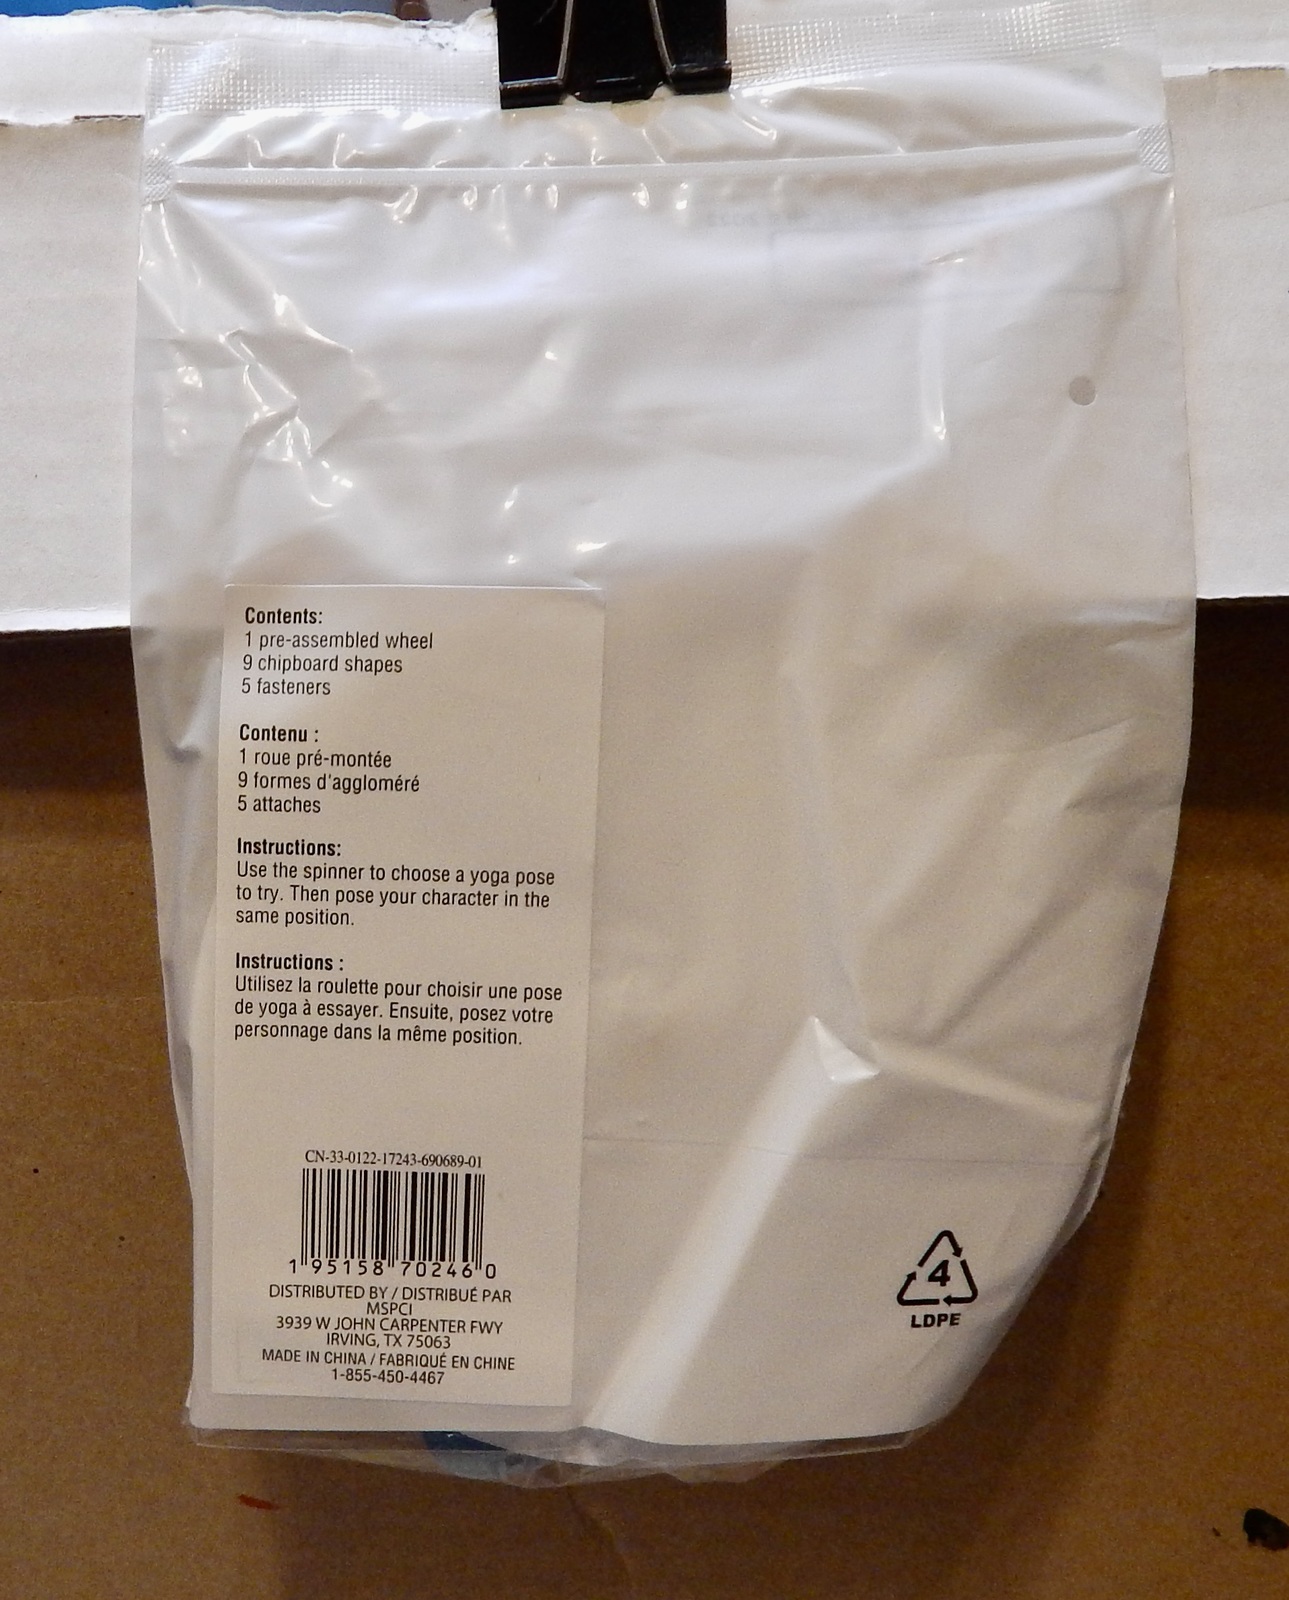 Contents:
1 pre-assembled wheel
9 chipboard shapes
5 fasteners
Contenu :
1 roue pré-montée
9 formes d'aggloméré
5 attaches
Instructions:
Use the spinner to choose a yoga pose
to try. Then pose your character in the
same position.
Instructions :
Utilisez la roulette pour choisir une pose
de yoga à essayer. Ensuite, posez votre
personnage dans la même position.
CN-33-0122-17243-690689-01
1 95158 70246 0
DISTRIBUTED BY / DISTRIBUÉ PAR
MSPCI
3939 W JOHN CARPENTER FWY
IRVING, TX 75063
MADE IN CHINA / FABRIQUÉ EN CHINE
1-855-450-4467
4
LDPE